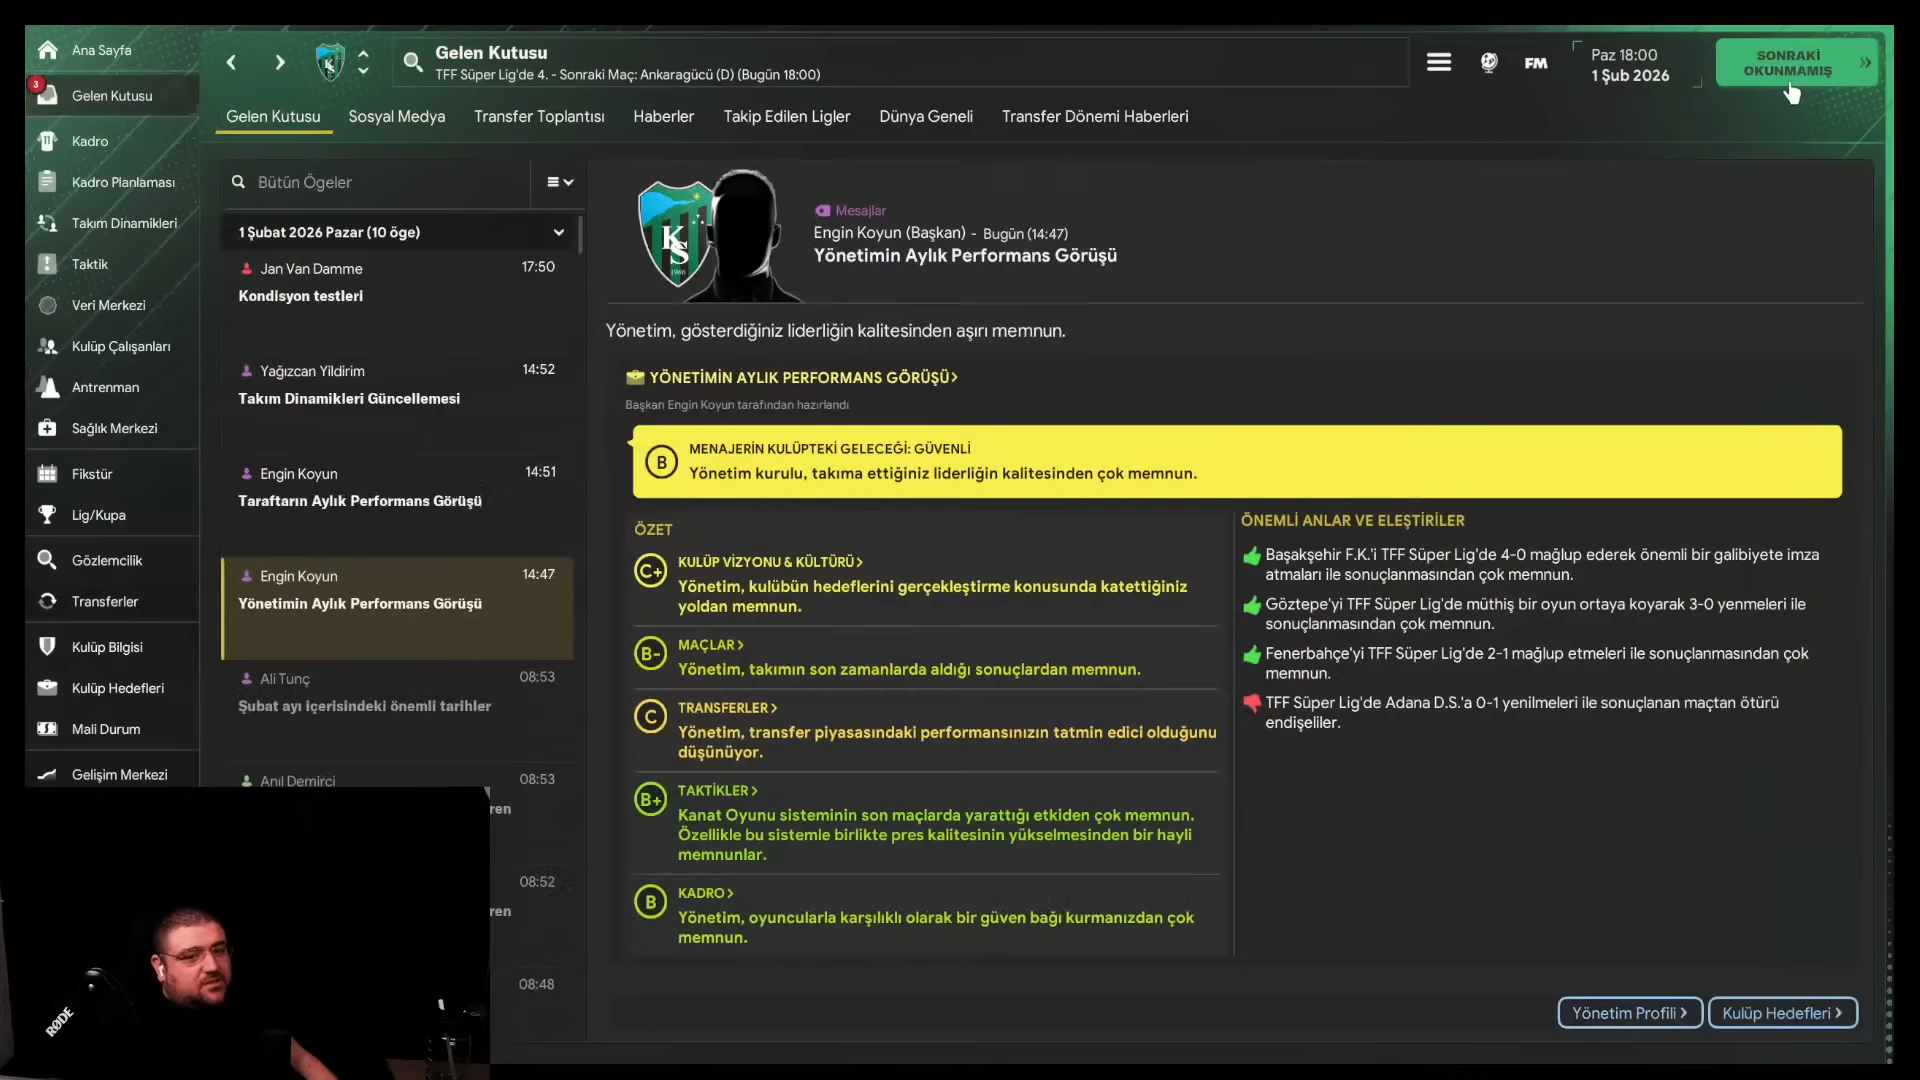 Ana Sayfa
3
Gelen Kutusu
Kadro
Kadro Planlaması
Takım Dinamikleri
Taktik
Veri Merkezi
Kulüp Çalışanları
Antrenman
Sağlık Merkezi
Fikstür
Lig/Kupa
Gözlemcilik
Transferler
Kulüp Bilgisi
Kulüp Hedefleri
Mali Durum
Gelişim Merkezi
Gelen Kutusu
TFF Süper Lig'de 4. - Sonraki Maç: Ankaragücü (D) (Bugün 18:00)
FM
Paz 18:00
1 Şub 2026
SONRAKİ
OKUNMAMIŞ
Gelen Kutusu
Sosyal Medya
Transfer Toplantısı
Haberler
Takip Edilen Ligler
Dünya Geneli
Transfer Dönemi Haberleri
Bütün Ögeler
1 Şubat 2026 Pazar (10 öge)
Jan Van Damme 17:50
Kondisyon testleri
Yağızcan Yildirim 14:52
Takım Dinamikleri Güncellemesi
Engin Koyun 14:51
Taraftarın Aylık Performans Görüşü
Engin Koyun 14:47
Yönetimin Aylık Performans Görüşü
Ali Tunç 08:53
Şubat ayı içerisindeki önemli tarihler
Anıl Demirci 08:53
ren
08:52
ren
08:48
KS
1966
Mesajlar
Engin Koyun (Başkan) - Bugün (14:47)
Yönetimin Aylık Performans Görüşü
Yönetim, gösterdiğiniz liderliğin kalitesinden aşırı memnun.
YÖNETİMİN AYLIK PERFORMANS GÖRÜŞÜ
Başkan Engin Koyun tarafından hazırlandı
B
MENAJERİN KULÜPTEKİ GELECEĞİ: GÜVENLİ
Yönetim kurulu, takıma ettiğiniz liderliğin kalitesinden çok memnun.
ÖZET
C+
KULÜP VİZYONU & KÜLTÜRÜ
Yönetim, kulübün hedeflerini gerçekleştirme konusunda katettiğiniz
yoldan memnun.
B-
MAÇLAR
Yönetim, takımın son zamanlarda aldığı sonuçlardan memnun.
C
TRANSFERLER
Yönetim, transfer piyasasındaki performansınızın tatmin edici olduğunu
düşünüyor.
B+
TAKTİKLER
Kanat Oyunu sisteminin son maçlarda yarattığı etkiden çok memnun.
Özellikle bu sistemle birlikte pres kalitesinin yükselmesinden bir hayli
memnunlar.
B
KADRO
Yönetim, oyuncularla karşılıklı olarak bir güven bağı kurmanızdan çok
memnun.
ÖNEMLİ ANLAR VE ELEŞTİRİLER
Başakşehir F.K.'i TFF Süper Lig'de 4-0 mağlup ederek önemli bir galibiyete imza
atmaları ile sonuçlanmasından çok memnun.
Göztepe'yi TFF Süper Lig'de müthiş bir oyun ortaya koyarak 3-0 yenmeleri ile
sonuçlanmasından çok memnun.
Fenerbahçe'yi TFF Süper Lig'de 2-1 mağlup etmeleri ile sonuçlanmasından çok
memnun.
TFF Süper Lig'de Adana D.S.'a 0-1 yenilmeleri ile sonuçlanan maçtan ötürü
endişeliler.
Yönetim Profili
Kulüp Hedefleri
RØDE